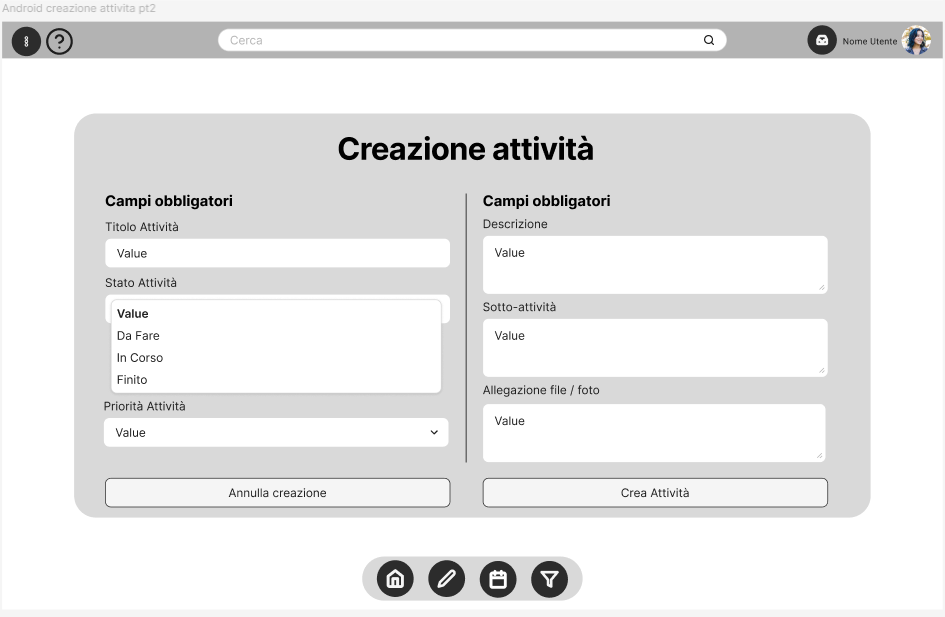 Android creazione attivita pt2
Cerca
Nome Utente
Creazione attività
Campi obbligatori
Titolo Attività
Value
Stato Attività
Value
Da Fare
In Corso
Finito
Priorità Attività
Value
Annulla creazione
Campi obbligatori
Descrizione
Value
Sotto-attività
Value
Allegazione file / foto
Value
Crea Attività